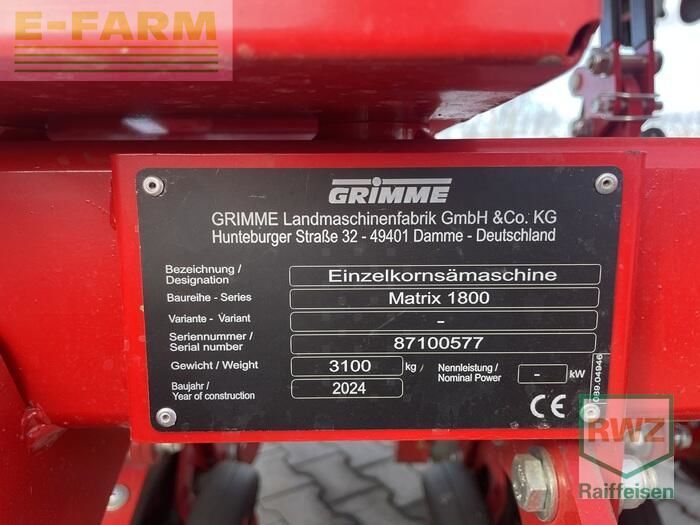 E-FARM
GRIMME
GRIMME Landmaschinenfabrik GmbH &Co. KG
Hunteburger Straße 32 - 49401 Damme - Deutschland
Bezeichnung / Designation
Einzelkornsämaschine
Baureihe - Series
Matrix 1800
Variante - Variant
-
Seriennummer / Serial number
87100577
Gewicht / Weight
3100 kg
Nennleistung / Nominal Power
- kW
Baujahr / Year of construction
2024
CE
089.04946
RWZ
Raiffeisen